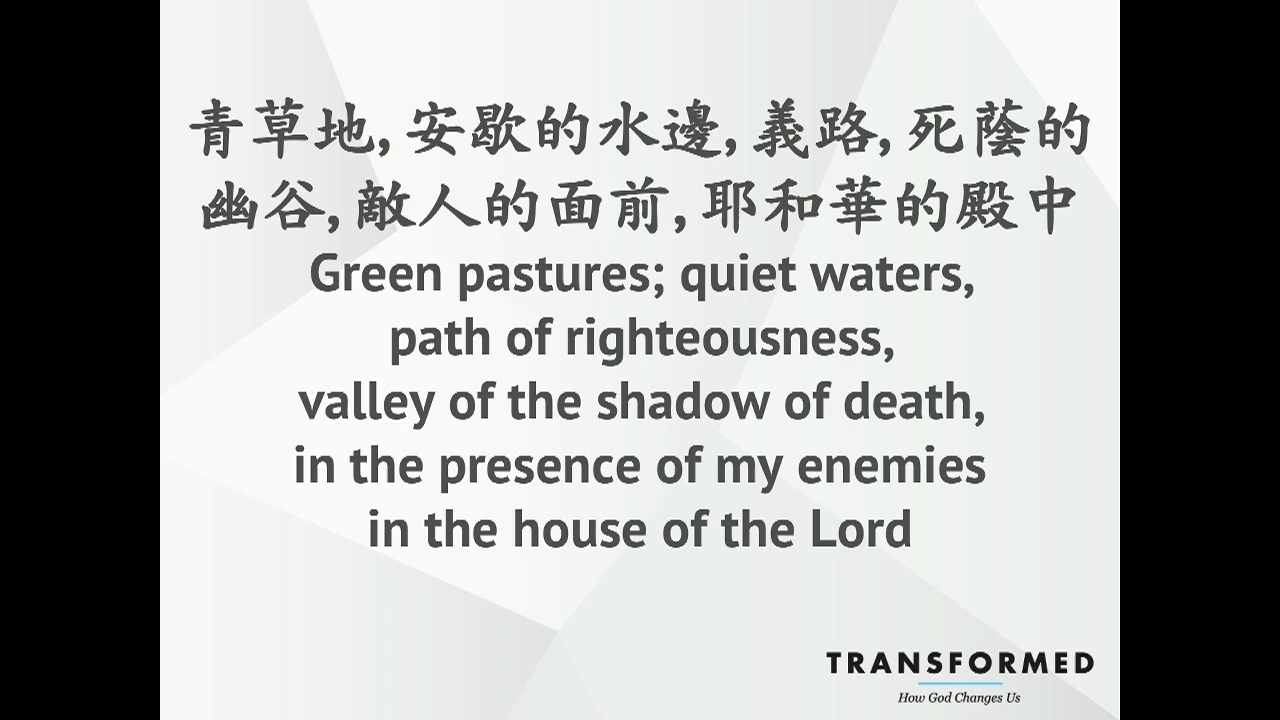 青草地,安歇的水邊,義路,死蔭的
幽谷,敵人的面前,耶和華的殿中
Green pastures; quiet waters,
path of righteousness,
valley of the shadow of death,
in the presence of my enemies
in the house of the Lord
TRANSFORMED
How God Changes Us